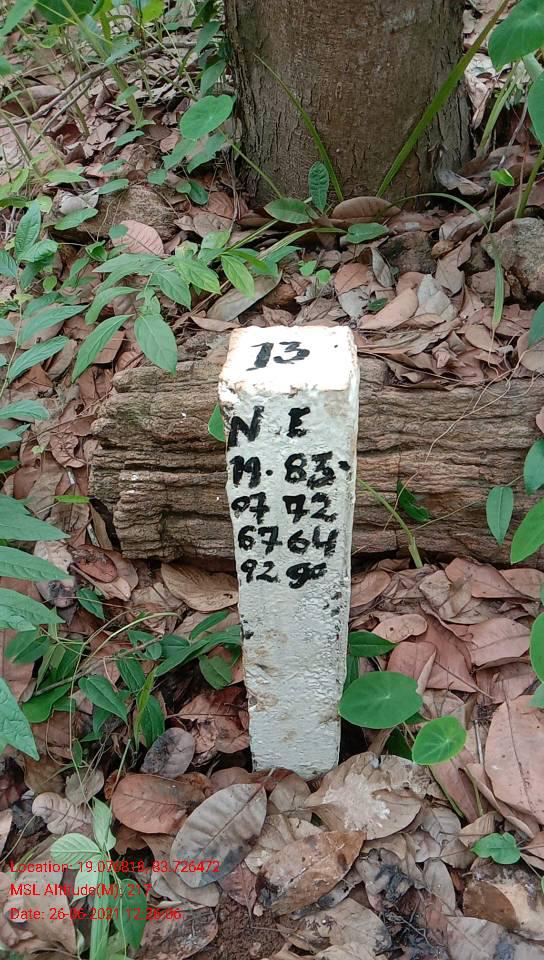 13
N E
19. 83.
07 72
67 64
92 90
Location: 19.076818, 83.726472
MSL Altitude(M): 217
Date: 26-06-2021 12:26:06